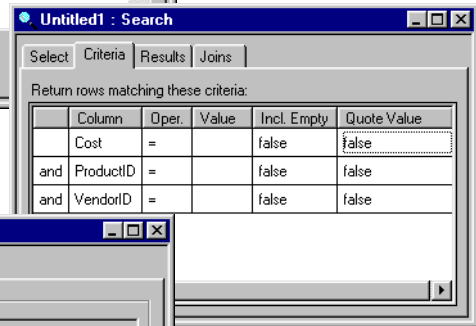 Untitled1 : Search
Select Criteria Results Joins
Return rows matching these criteria:
Column Oper. Value Incl. Empty Quote Value
Cost = false false
and ProductID = false false
and VendorID = false false